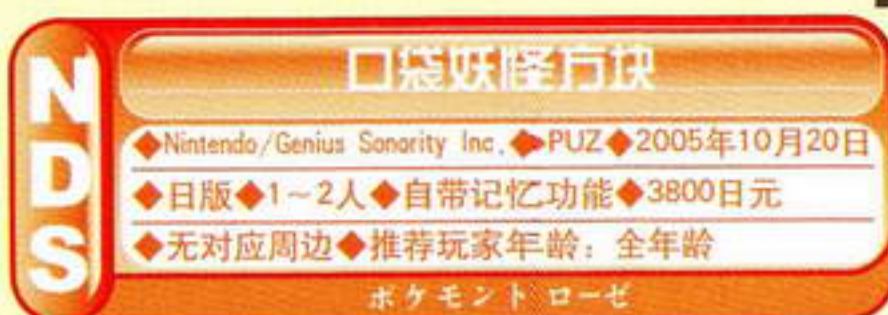 NDS
口袋妖怪方块
◆Nintendo/Genius Sonority Inc.◆PUZ◆2005年10月20日
◆日版◆1～2人◆自带记忆功能◆3800日元
◆无对应周边◆推荐玩家年龄：全年龄
ポケモントローゼ